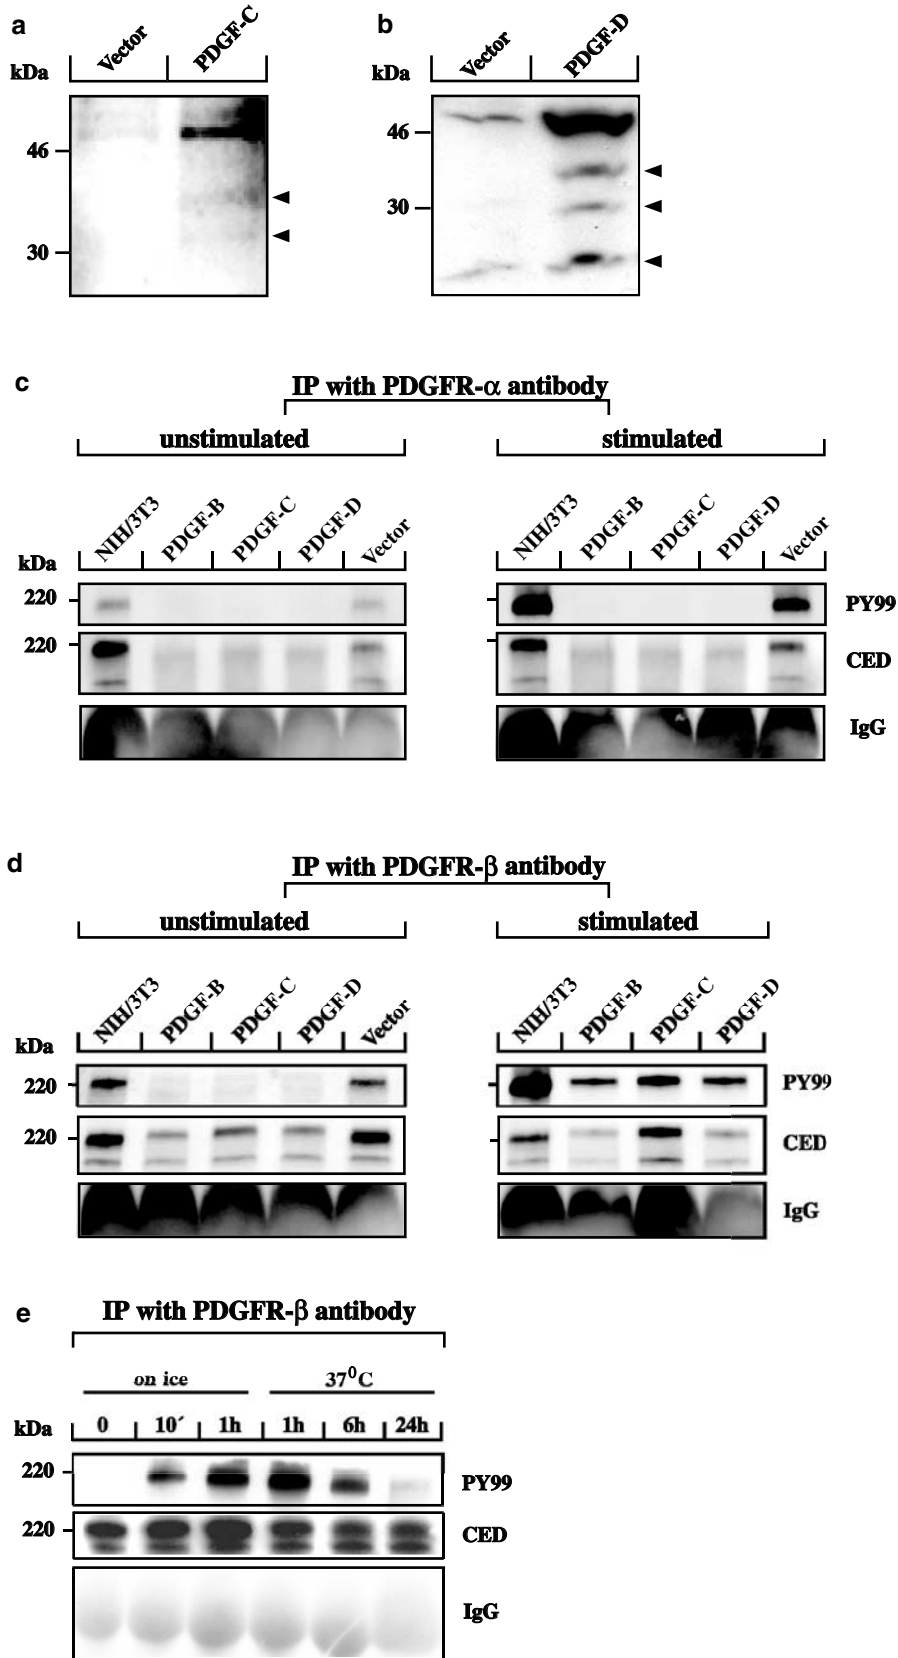 a
Vector PDGF-C
kDa
46
30
b
Vector PDGF-D
kDa
46
30
c
IP with PDGFR-α antibody
unstimulated
stimulated
NIH/3T3 PDGF-B PDGF-C PDGF-D Vector
NIH/3T3 PDGF-B PDGF-C PDGF-D Vector
kDa
220
PY99
220
CED
IgG
d
IP with PDGFR-β antibody
unstimulated
stimulated
NIH/3T3 PDGF-B PDGF-C PDGF-D Vector
NIH/3T3 PDGF-B PDGF-C PDGF-D
kDa
220
PY99
220
CED
IgG
e
IP with PDGFR-β antibody
on ice
37⁰C
kDa
0 10´ 1h 1h 6h 24h
220
PY99
220
CED
IgG